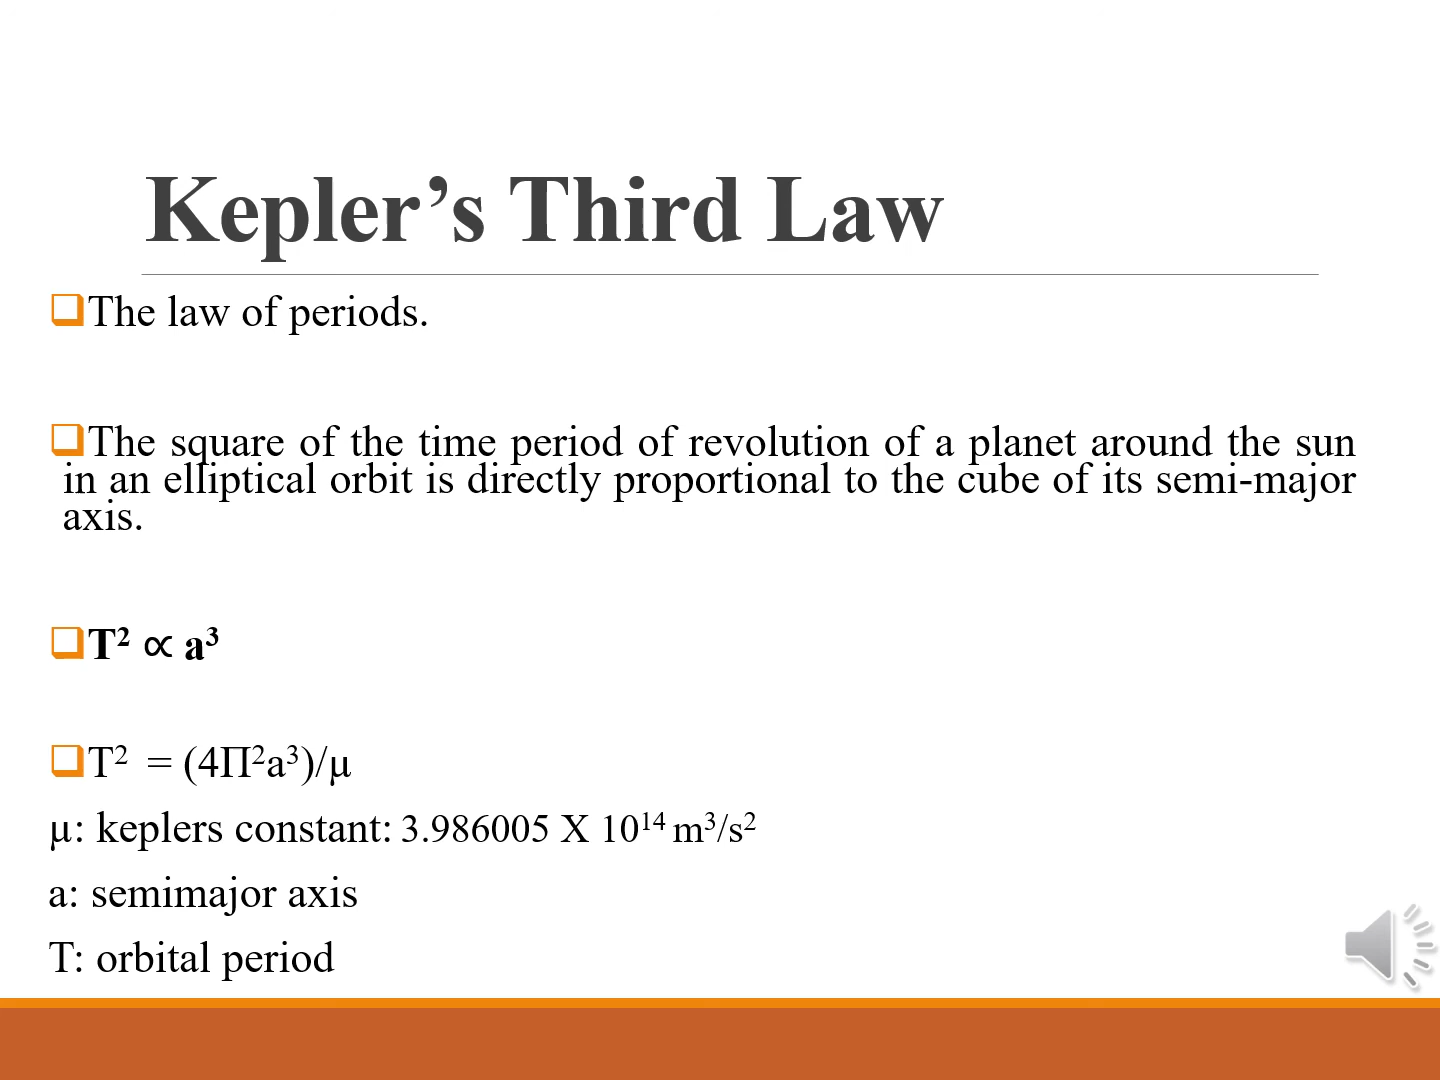 Kepler’s Third Law
The law of periods.
The square of the time period of revolution of a planet around the sun
in an elliptical orbit is directly proportional to the cube of its semi-major
axis.
T² ∝ a³
T² = (4Π²a³)/µ
µ: keplers constant: 3.986005 X 10¹⁴ m³/s²
a: semimajor axis
T: orbital period